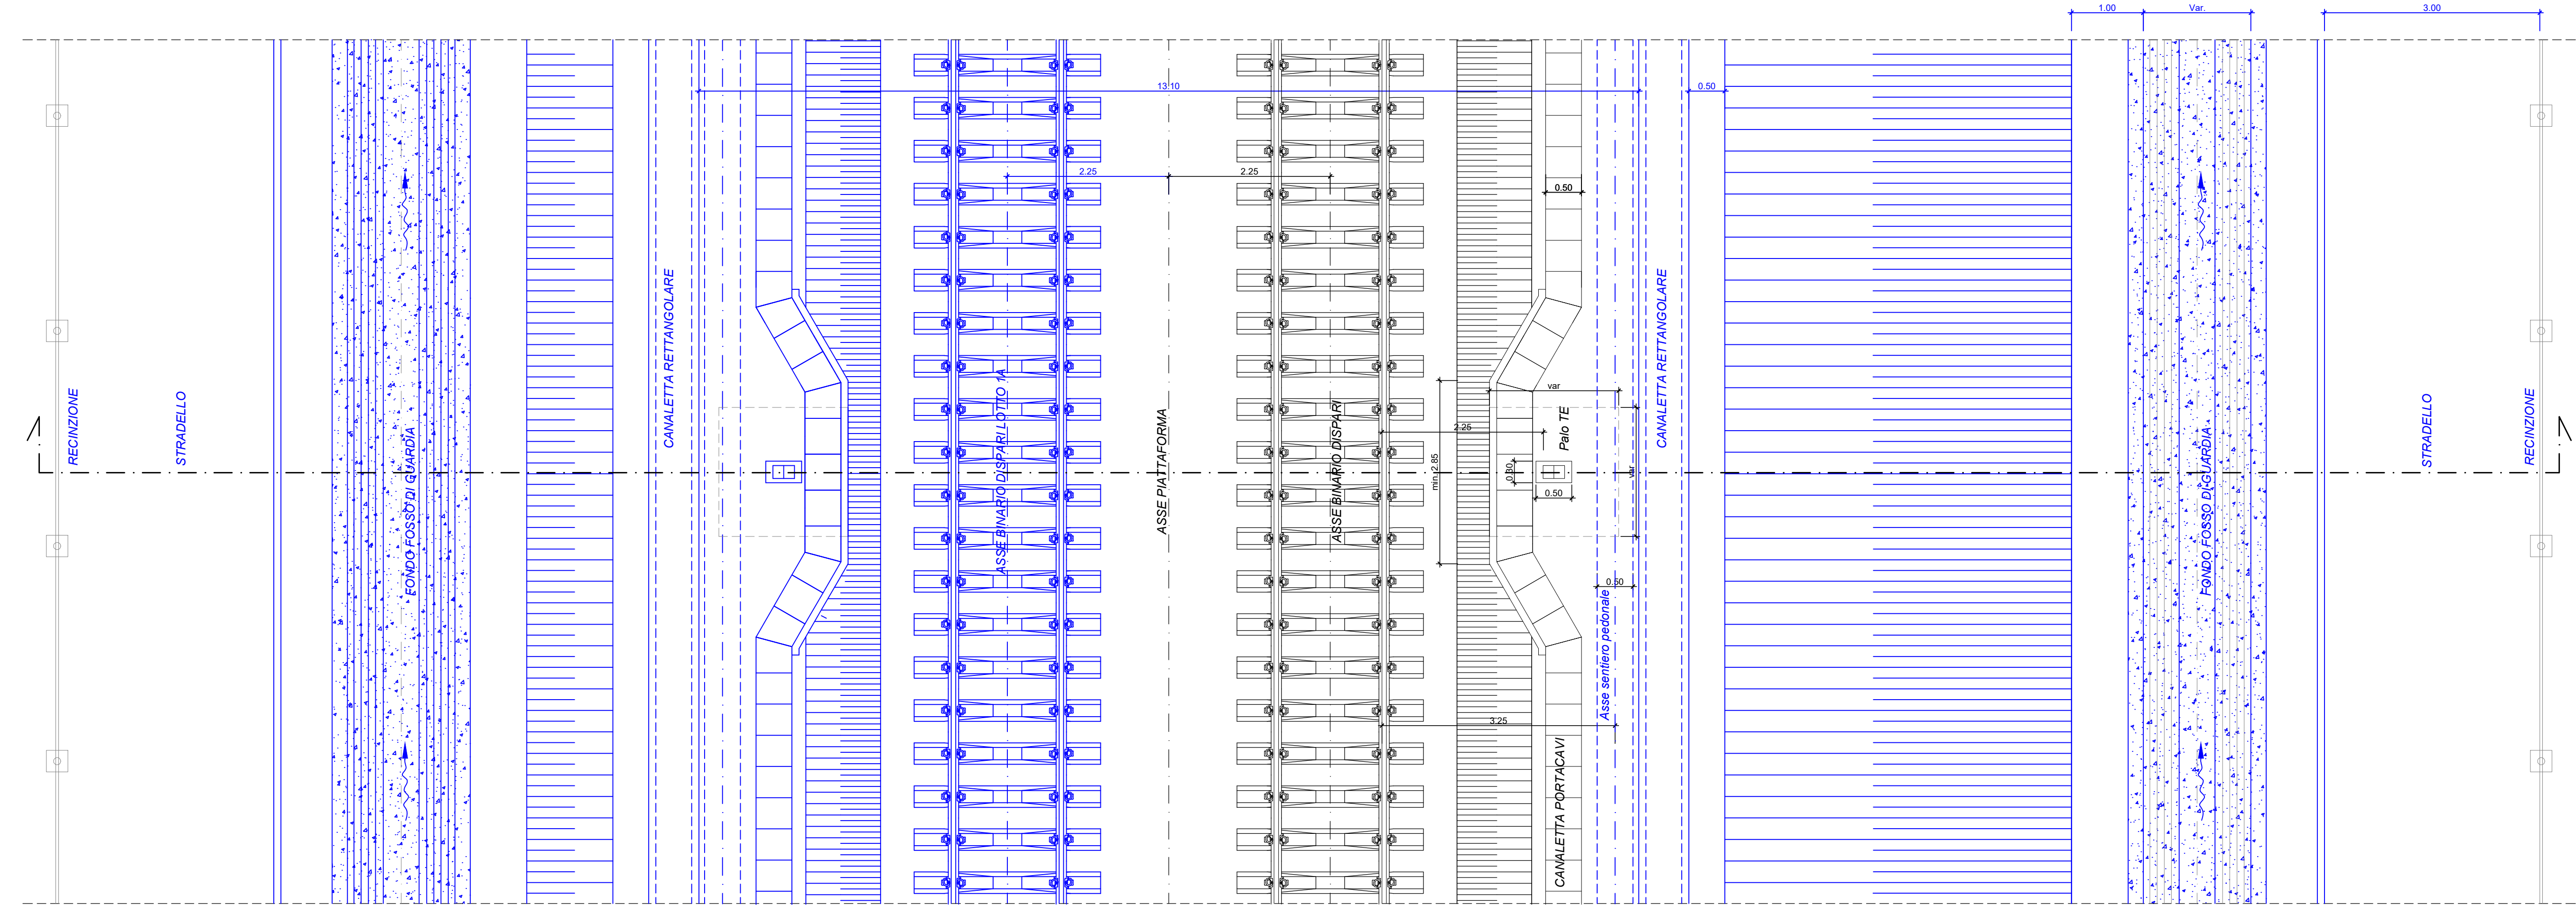 1.00
Var.
3.00
13.10
0.50
2.25
2.25
0.50
RECINZIONE
STRADELLO
FONDO FOSSO DI GUARDIA
CANALETTA RETTANGOLARE
ASSE BINARIO DISPARI LOTTO 1A
ASSE PIATTAFORMA
ASSE BINARIO DISPARI
var
2.25
Palo TE
min.2.85
0.30
0.50
var
CANALETTA RETTANGOLARE
0.50
Asse sentiero pedonale
3.25
CANALETTA PORTACAVI
FONDO FOSSO DI GUARDIA
STRADELLO
RECINZIONE